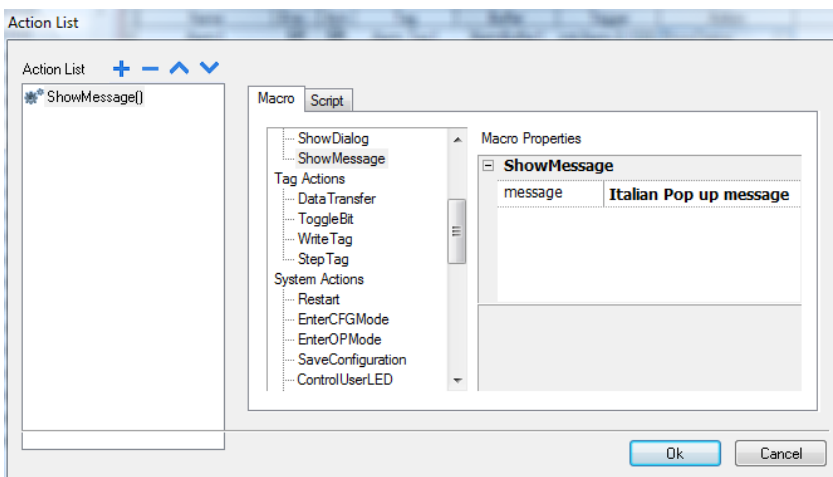 Action List
Action List
ShowMessage()
Macro Script
ShowDialog
ShowMessage
Tag Actions
DataTransfer
ToggleBit
WriteTag
StepTag
System Actions
Restart
EnterCFGMode
EnterOPMode
SaveConfiguration
ControlUserLED
Macro Properties
ShowMessage
message Italian Pop up message
Ok Cancel